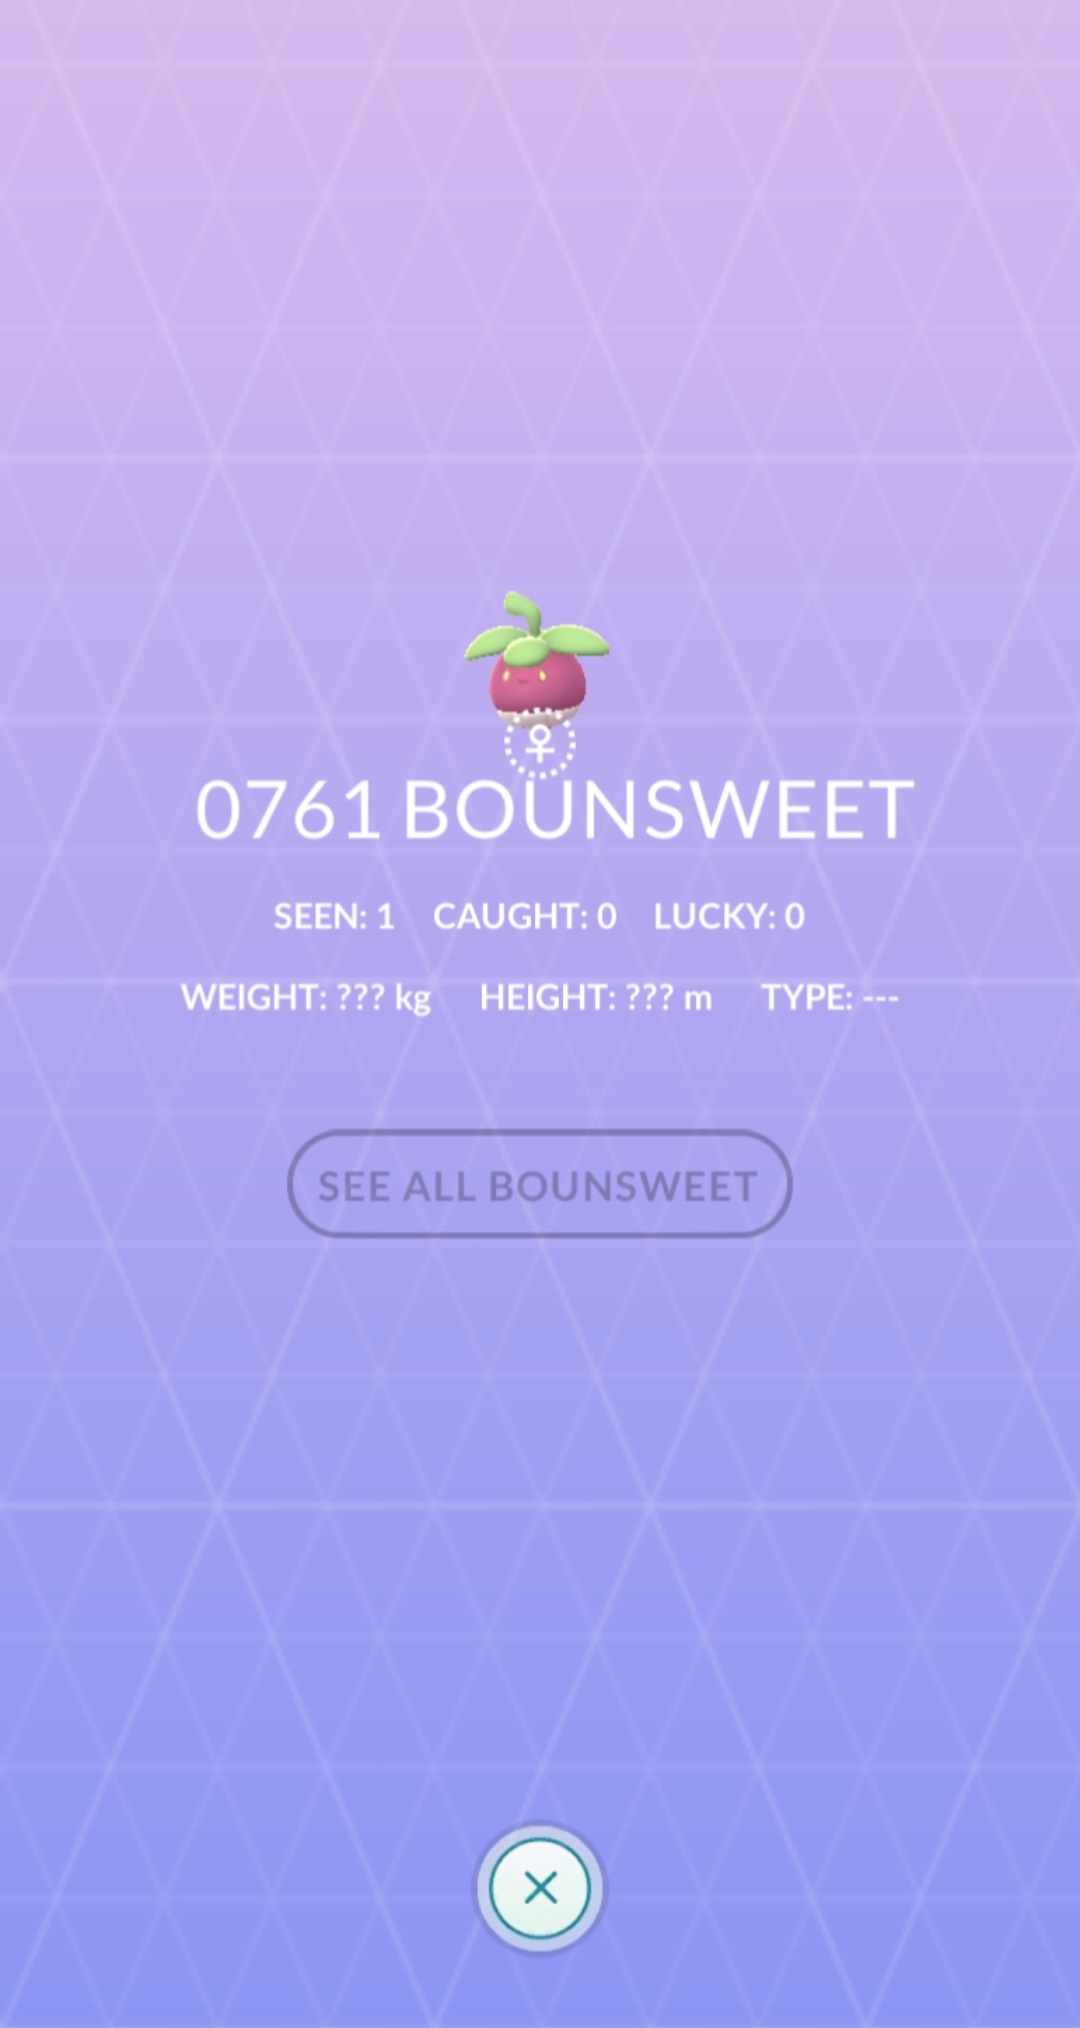 0761 BOUNSWEET
SEEN: 1 CAUGHT: 0 LUCKY: 0
WEIGHT: ??? kg HEIGHT: ??? m TYPE: ---
SEE ALL BOUNSWEET